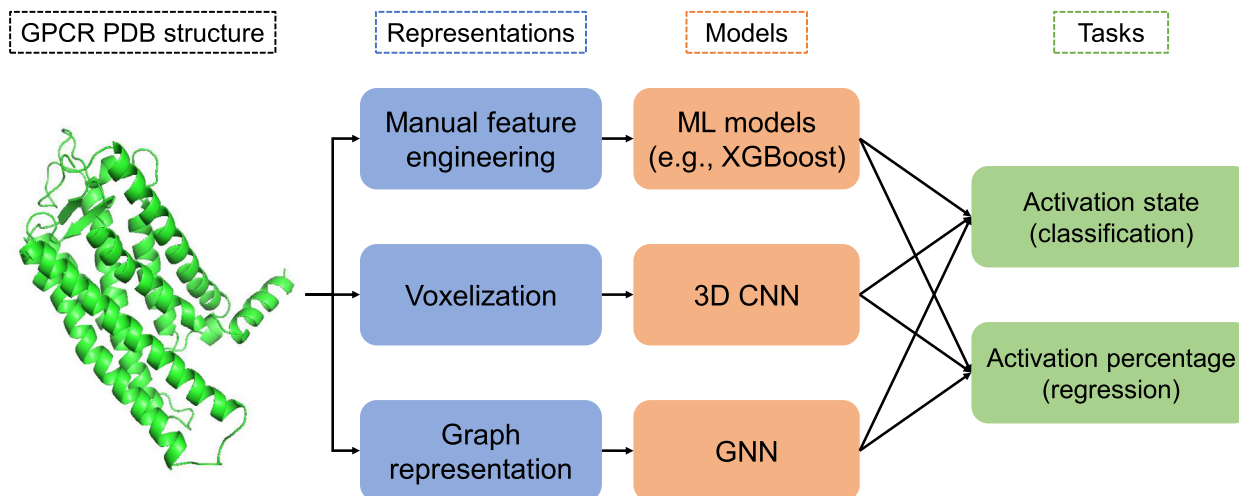 GPCR PDB structure
Representations
Models
Tasks
Manual feature
engineering
ML models
(e.g., XGBoost)
Activation state
(classification)
Voxelization
3D CNN
Activation percentage
(regression)
Graph
representation
GNN